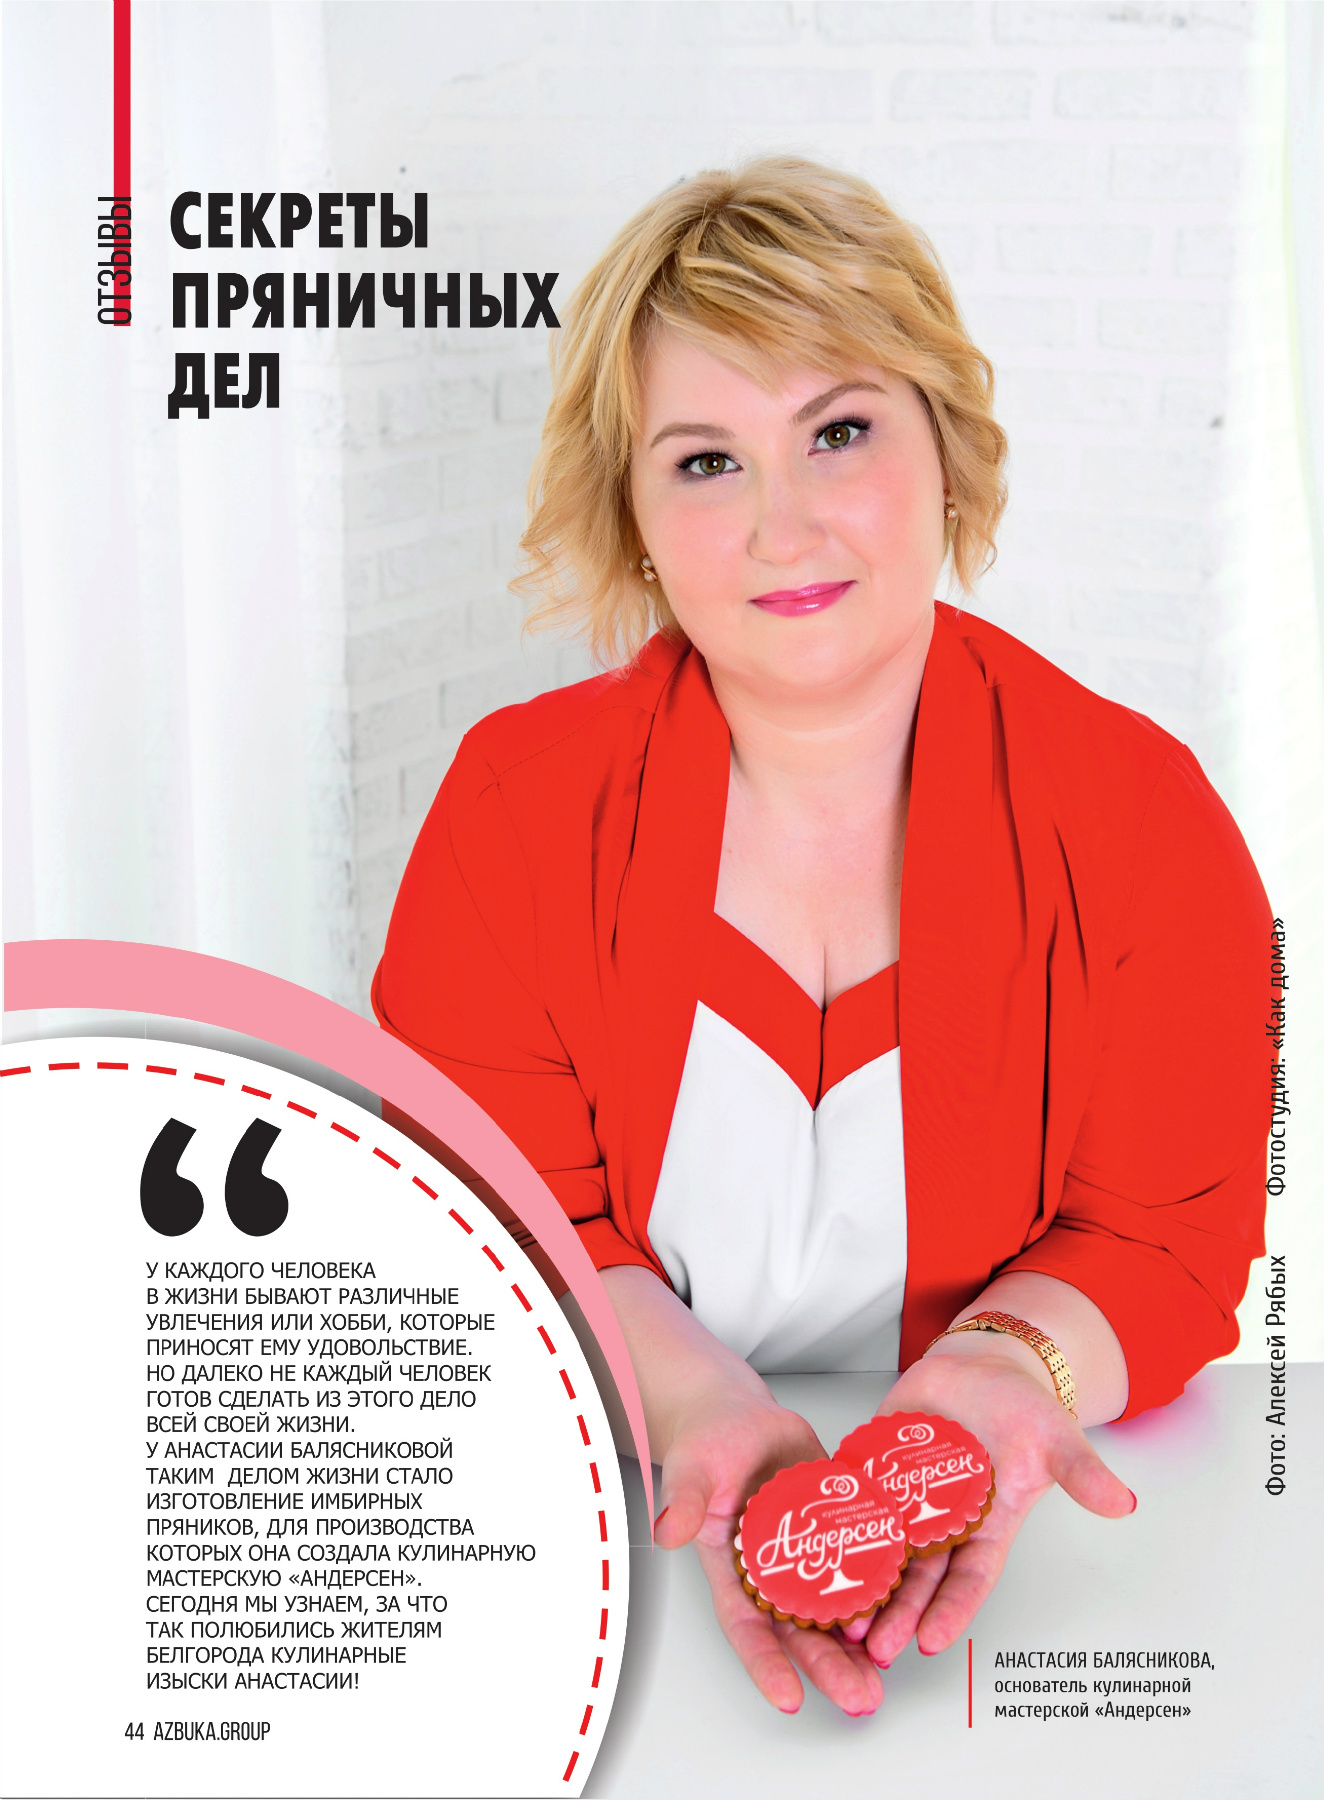 ОТЗЫВЫ
СЕКРЕТЫ
ПРЯНИЧНЫХ
ДЕЛ
“
У КАЖДОГО ЧЕЛОВЕКА
В ЖИЗНИ БЫВАЮТ РАЗЛИЧНЫЕ
УВЛЕЧЕНИЯ ИЛИ ХОББИ, КОТОРЫЕ
ПРИНОСЯТ ЕМУ УДОВОЛЬСТВИЕ.
НО ДАЛЕКО НЕ КАЖДЫЙ ЧЕЛОВЕК
ГОТОВ СДЕЛАТЬ ИЗ ЭТОГО ДЕЛО
ВСЕЙ СВОЕЙ ЖИЗНИ.
У АНАСТАСИИ БАЛЯСНИКОВОЙ
ТАКИМ ДЕЛОМ ЖИЗНИ СТАЛО
ИЗГОТОВЛЕНИЕ ИМБИРНЫХ
ПРЯНИКОВ, ДЛЯ ПРОИЗВОДСТВА
КОТОРЫХ ОНА СОЗДАЛА КУЛИНАРНУЮ
МАСТЕРСКУЮ «АНДЕРСЕН».
СЕГОДНЯ МЫ УЗНАЕМ, ЗА ЧТО
ТАК ПОЛЮБИЛИСЬ ЖИТЕЛЯМ
БЕЛГОРОДА КУЛИНАРНЫЕ
ИЗЫСКИ АНАСТАСИИ!
44 AZBUKA.GROUP
кулинарная
мастерская
Андерсен
кулинарная
мастерская
Андерсен
АНАСТАСИЯ БАЛЯСНИКОВА,
основатель кулинарной
мастерской «Андерсен»
Фото: Алексей Рябых Фотостудия: «Как дома»